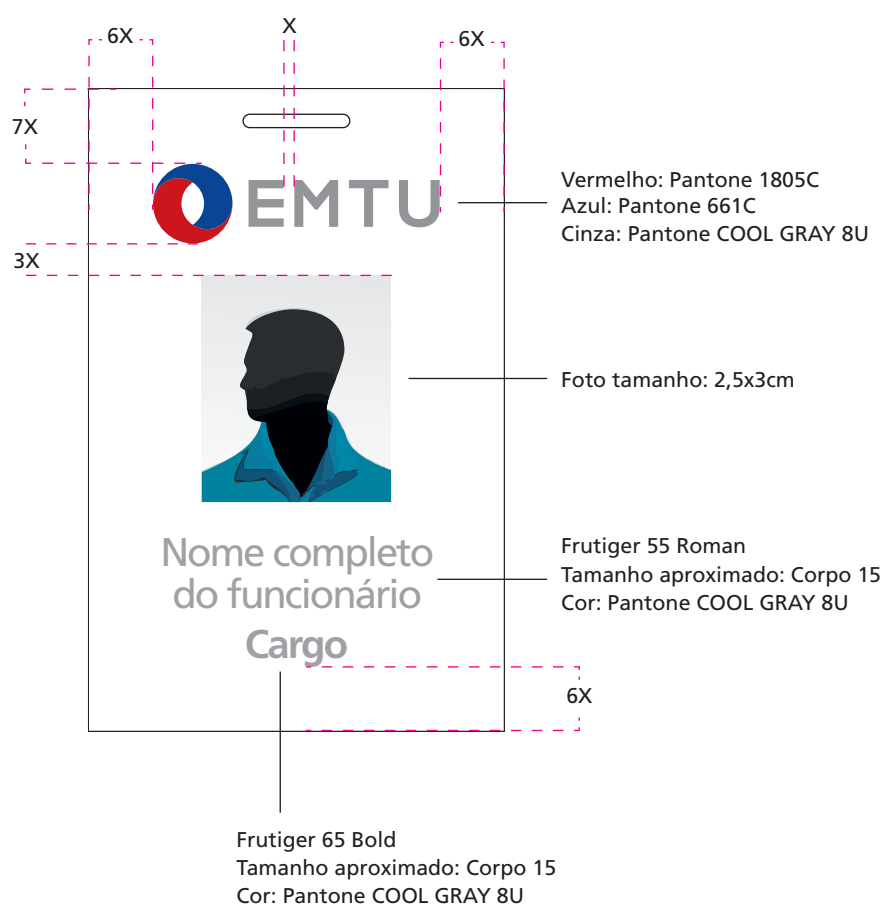 6X
X
6X
7X
EMTU
Vermelho: Pantone 1805C
Azul: Pantone 661C
Cinza: Pantone COOL GRAY 8U
3X
Foto tamanho: 2,5x3cm
Nome completo
do funcionário
Cargo
Frutiger 55 Roman
Tamanho aproximado: Corpo 15
Cor: Pantone COOL GRAY 8U
6X
Frutiger 65 Bold
Tamanho aproximado: Corpo 15
Cor: Pantone COOL GRAY 8U